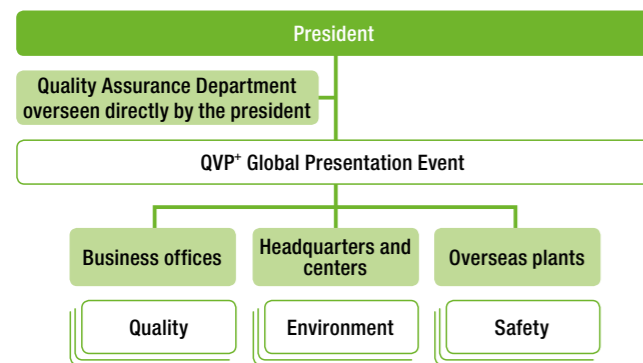 President
Quality Assurance Department
overseen directly by the president
QVP⁺ Global Presentation Event
Business offices
Headquarters and
centers
Overseas plants
Quality
Environment
Safety